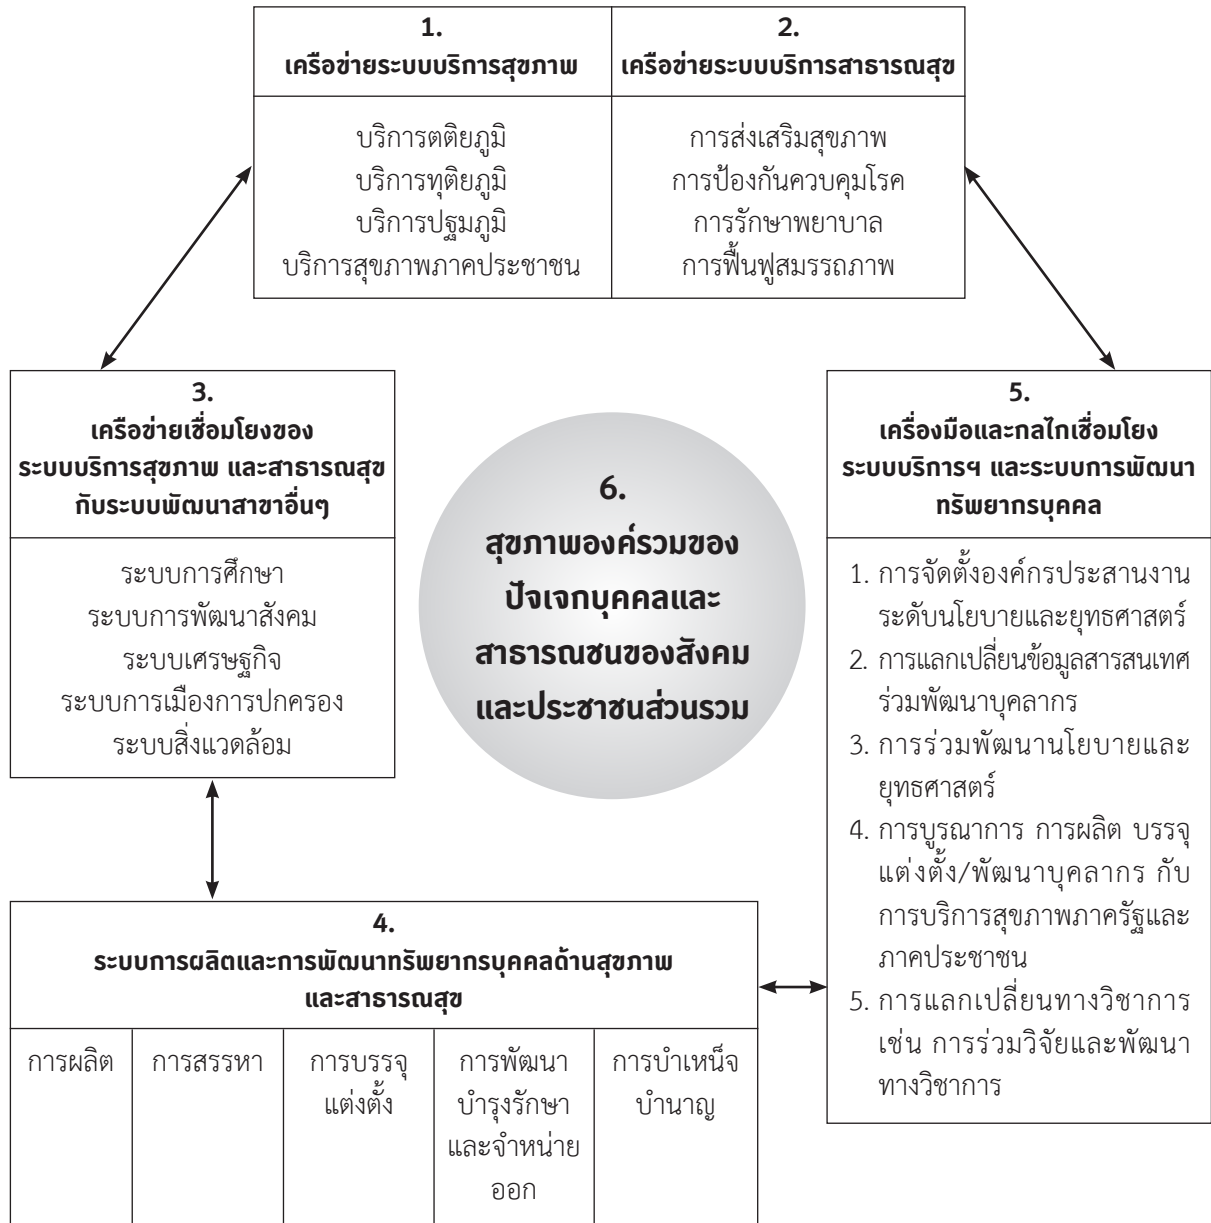 1.
เครือข่ายระบบบริการสุขภาพ
บริการตติยภูมิ
บริการทุติยภูมิ
บริการปฐมภูมิ
บริการสุขภาพภาคประชาชน
2.
เครือข่ายระบบบริการสาธารณสุข
การส่งเสริมสุขภาพ
การป้องกันควบคุมโรค
การรักษาพยาบาล
การฟื้นฟูสมรรถภาพ
3.
เครือข่ายเชื่อมโยงของ
ระบบบริการสุขภาพ และสาธารณสุข
กับระบบพัฒนาสาขาอื่นๆ
ระบบการศึกษา
ระบบการพัฒนาสังคม
ระบบเศรษฐกิจ
ระบบการเมืองการปกครอง
ระบบสิ่งแวดล้อม
6.
สุขภาพองค์รวมของ
ปัจเจกบุคคลและ
สาธารณชนของสังคม
และประชาชนส่วนรวม
5.
เครื่องมือและกลไกเชื่อมโยง
ระบบบริการฯ และระบบการพัฒนา
ทรัพยากรบุคคล
1. การจัดตั้งองค์กรประสานงาน
ระดับนโยบายและยุทธศาสตร์
2. การแลกเปลี่ยนข้อมูลสารสนเทศ
ร่วมพัฒนาบุคลากร
3. การร่วมพัฒนานโยบายและ
ยุทธศาสตร์
4. การบูรณาการ การผลิต บรรจุ
แต่งตั้ง/พัฒนาบุคลากร กับ
การบริการสุขภาพภาครัฐและ
ภาคประชาชน
5. การแลกเปลี่ยนทางวิชาการ
เช่น การร่วมวิจัยและพัฒนา
ทางวิชาการ
4.
ระบบการผลิตและการพัฒนาทรัพยากรบุคคลด้านสุขภาพ
และสาธารณสุข
การผลิต
การสรรหา
การบรรจุ
แต่งตั้ง
การพัฒนา
บำรุงรักษา
และจำหน่าย
ออก
การบำเหน็จ
บำนาญ